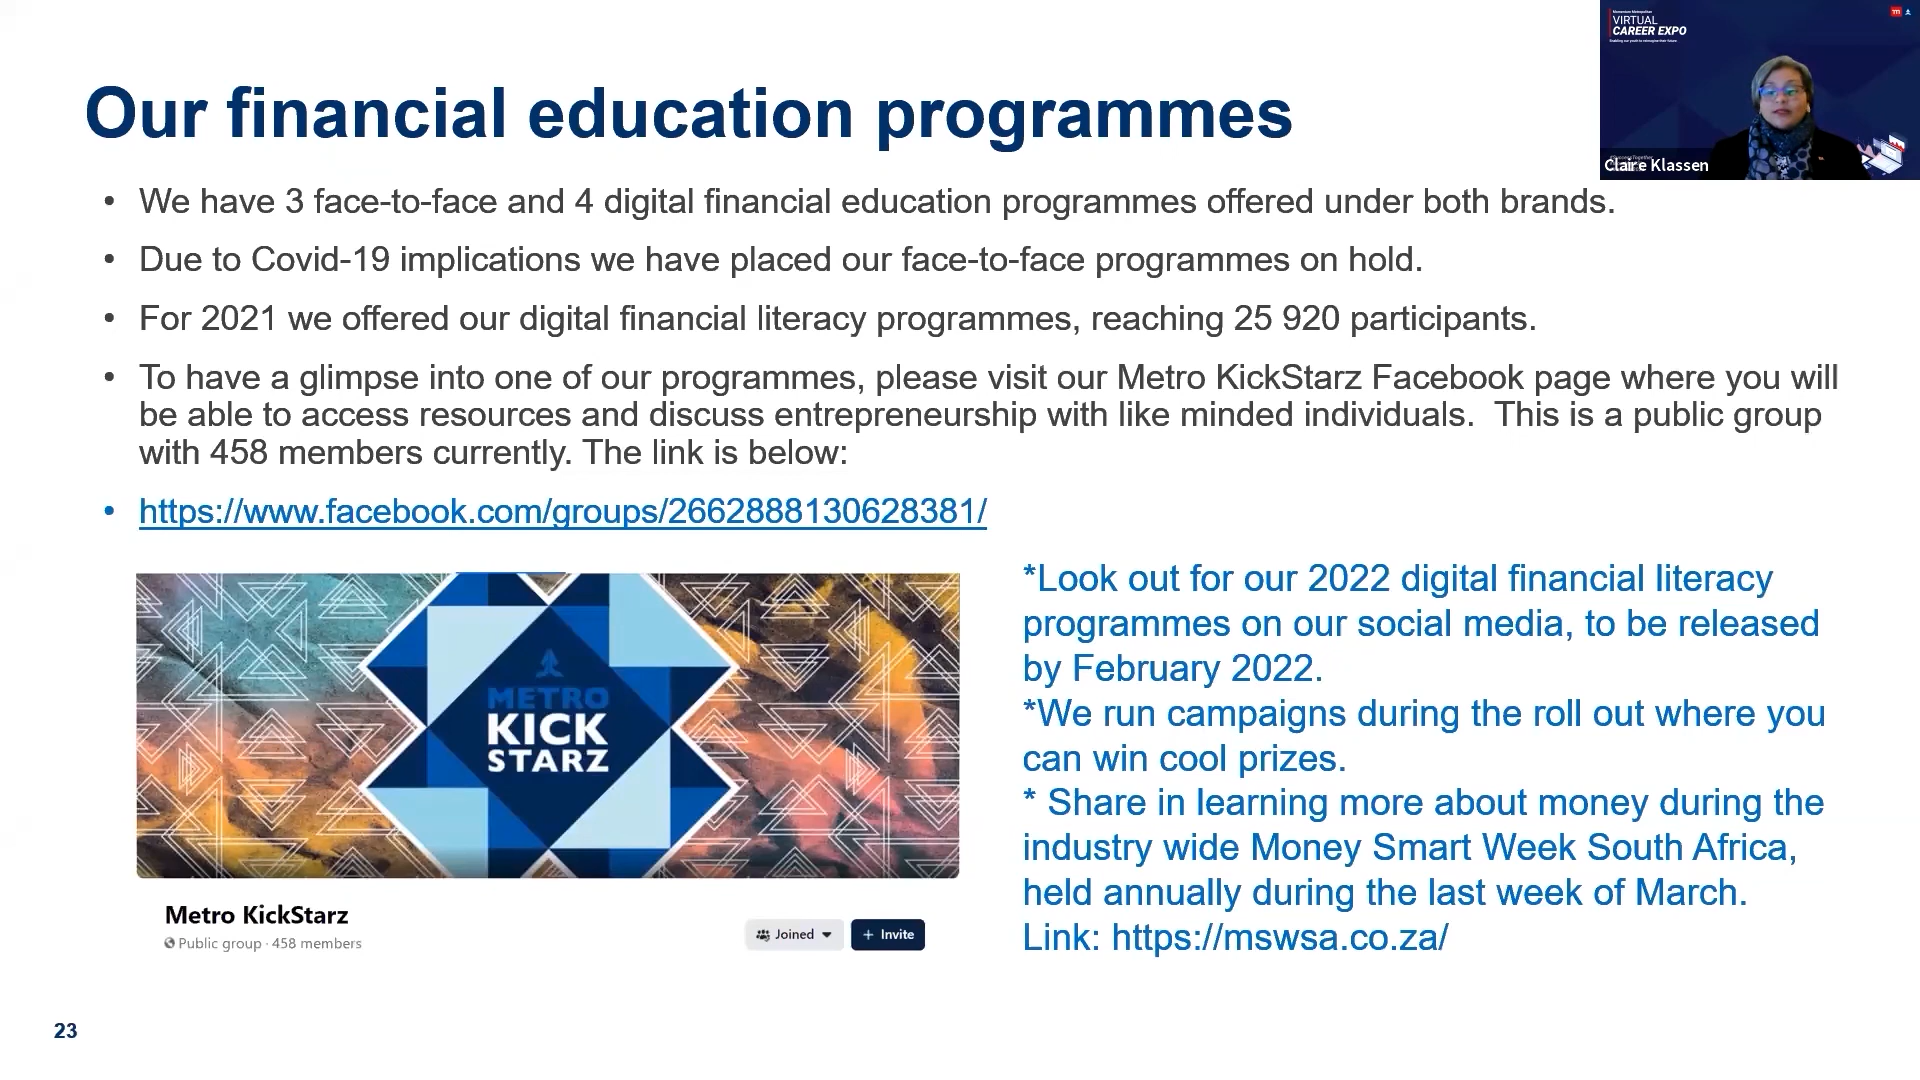 Our financial education programmes
• We have 3 face-to-face and 4 digital financial education programmes offered under both brands.
• Due to Covid-19 implications we have placed our face-to-face programmes on hold.
• For 2021 we offered our digital financial literacy programmes, reaching 25 920 participants.
• To have a glimpse into one of our programmes, please visit our Metro KickStarz Facebook page where you will
be able to access resources and discuss entrepreneurship with like minded individuals. This is a public group
with 458 members currently. The link is below:
• https://www.facebook.com/groups/2662888130628381/
METRO
KICK
STARZ
Metro KickStarz
Public group · 458 members
Joined
+ Invite
*Look out for our 2022 digital financial literacy
programmes on our social media, to be released
by February 2022.
*We run campaigns during the roll out where you
can win cool prizes.
* Share in learning more about money during the
industry wide Money Smart Week South Africa,
held annually during the last week of March.
Link: https://mswsa.co.za/
23
Momentum Metropolitan
VIRTUAL
CAREER EXPO
Enabling our youth to reimagine their future
Claire Klassen